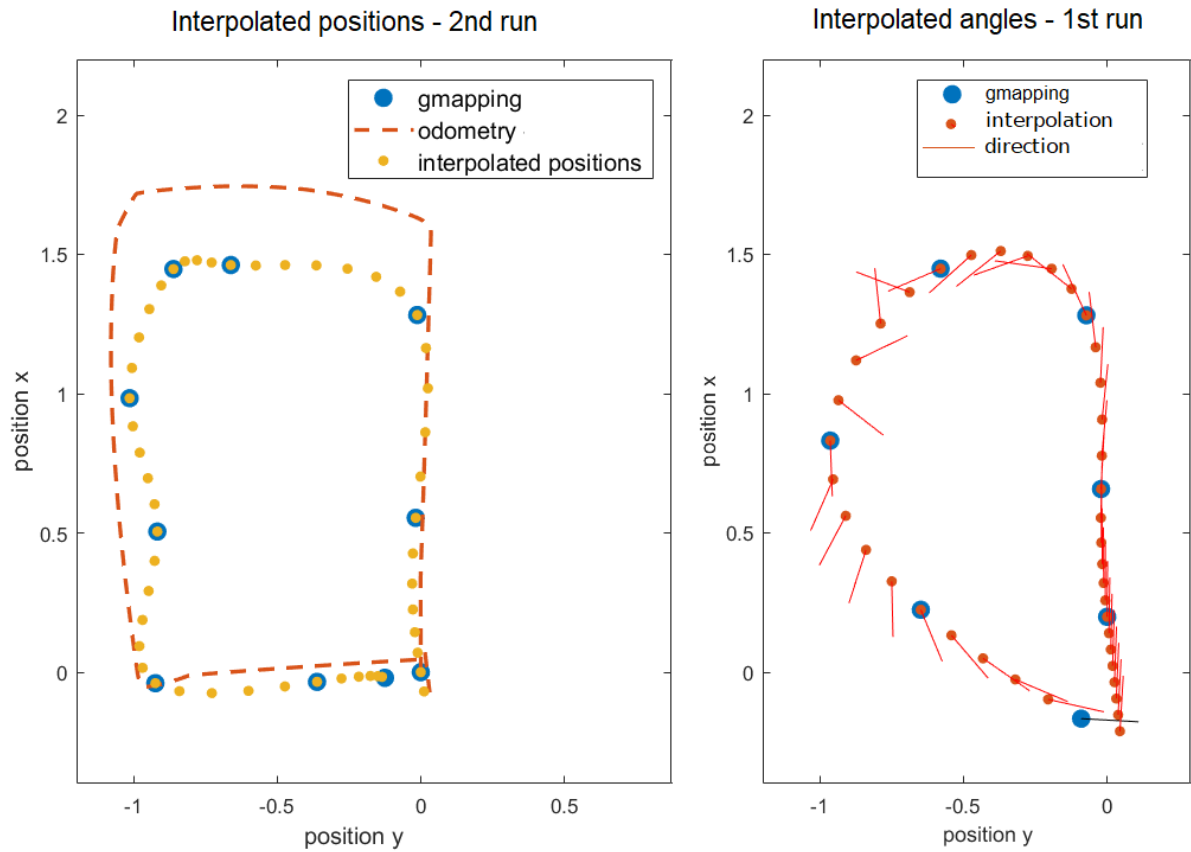 Interpolated positions - 2nd run
gmapping
odometry
interpolated positions
2
1.5
1
0.5
0
position x
-1
-0.5
0
0.5
position y
Interpolated angles - 1st run
gmapping
interpolation
direction
2
1.5
1
0.5
0
position x
-1
-0.5
0
position y